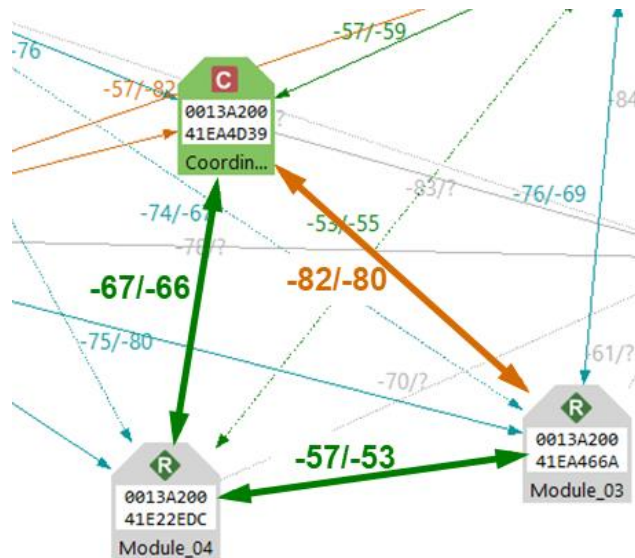 -76
-57/-59
-57/-82
C
0013A200
41EA4D39
?
Coordin...
-84
-83/?
-76/-69
-74/-67
-53/-55
-78/?
-67/-66
-82/-80
-75/-80
-61/?
-70/?
R
0013A200
41EA466A
Module_03
-57/-53
R
0013A200
41E22EDC
Module_04